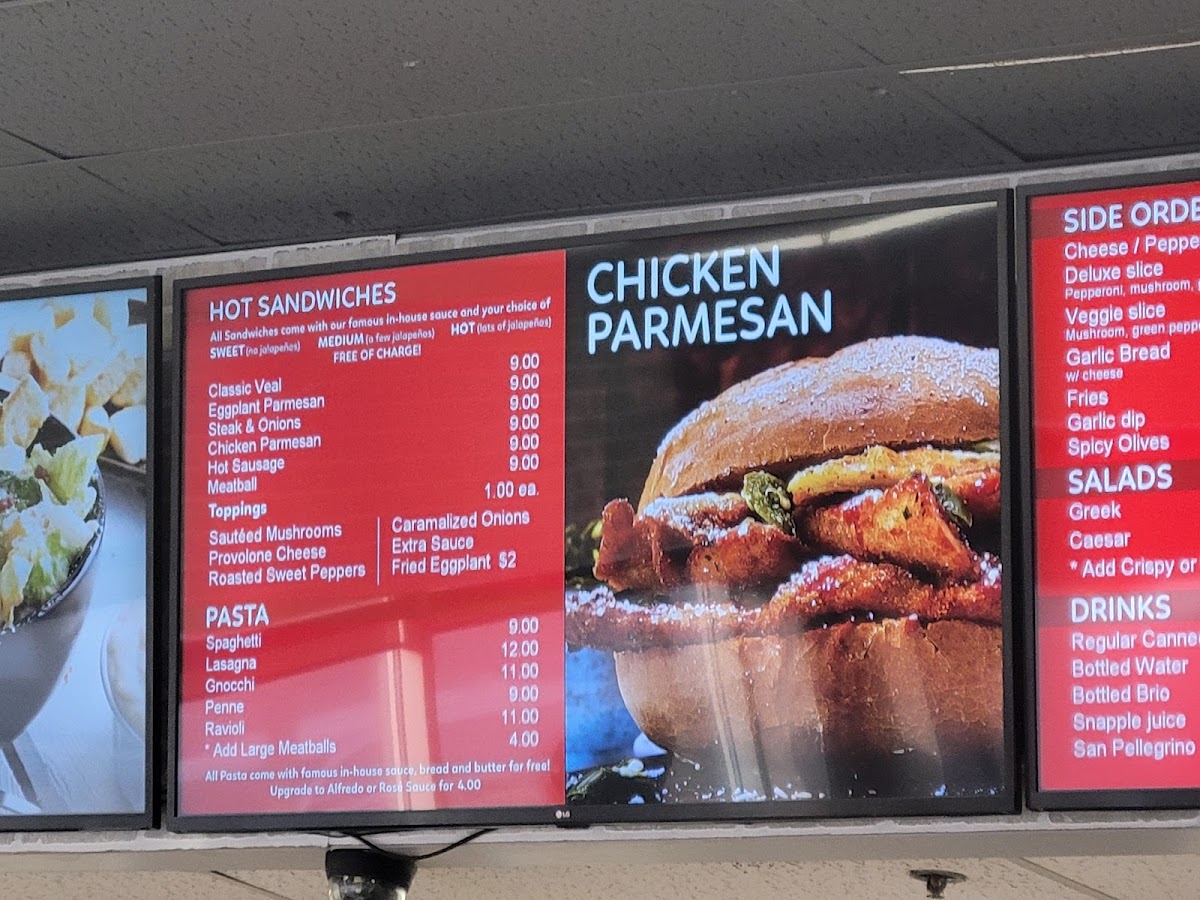 HOT SANDWICHES
All Sandwiches come with our famous in-house sauce and your choice of
SWEET (no jalapeños) MEDIUM (a few jalapeños) HOT (lots of jalapeños)
FREE OF CHARGE!
Classic Veal 9.00
Eggplant Parmesan 9.00
Steak & Onions 9.00
Chicken Parmesan 9.00
Hot Sausage 9.00
Meatball 9.00
Toppings 1.00 ea.
Sautéed Mushrooms
Provolone Cheese
Roasted Sweet Peppers
Caramalized Onions
Extra Sauce
Fried Eggplant $2
PASTA
Spaghetti 9.00
Lasagna 12.00
Gnocchi 11.00
Penne 9.00
Ravioli 11.00
* Add Large Meatballs 4.00
All Pasta come with famous in-house sauce, bread and butter for free!
Upgrade to Alfredo or Rosé Sauce for 4.00
CHICKEN
PARMESAN
LG
SIDE ORDE
Cheese / Peppe
Deluxe slice
Pepperoni, mushroom,
Veggie slice
Mushroom, green peppe
Garlic Bread
w/ cheese
Fries
Garlic dip
Spicy Olives
SALADS
Greek
Caesar
* Add Crispy or
DRINKS
Regular Canne
Bottled Water
Bottled Brio
Snapple juice
San Pellegrino